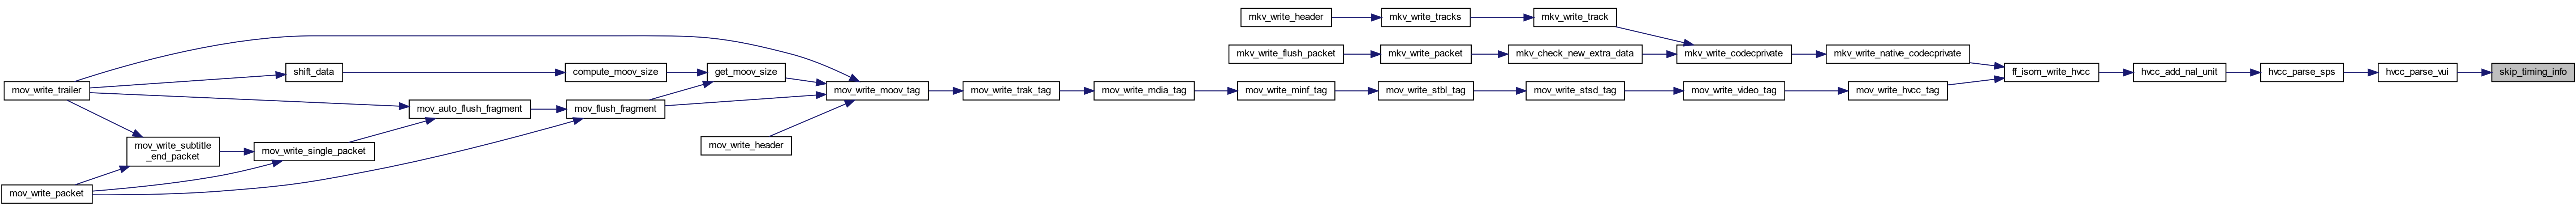 mkv_write_header
mkv_write_tracks
mkv_write_track
mkv_write_flush_packet
mkv_write_packet
mkv_check_new_extra_data
mkv_write_codecprivate
mkv_write_native_codecprivate
shift_data
compute_moov_size
get_moov_size
ff_isom_write_hvcc
hvcc_add_nal_unit
hvcc_parse_sps
hvcc_parse_vui
skip_timing_info
mov_write_trailer
mov_write_moov_tag
mov_write_trak_tag
mov_write_mdia_tag
mov_write_minf_tag
mov_write_stbl_tag
mov_write_stsd_tag
mov_write_video_tag
mov_write_hvcc_tag
mov_auto_flush_fragment
mov_flush_fragment
mov_write_subtitle
_end_packet
mov_write_single_packet
mov_write_header
mov_write_packet